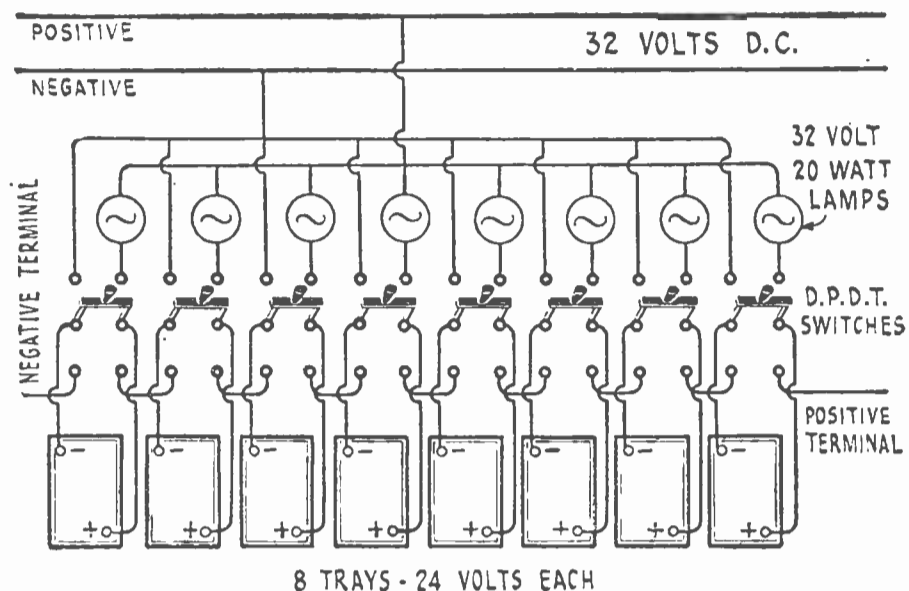 POSITIVE
32 VOLTS D.C.
NEGATIVE
32 VOLT
20 WATT
LAMPS
NEGATIVE TERMINAL
D.P.D.T.
SWITCHES
POSITIVE
TERMINAL
- + - + - + - + - + - + - + - +
8 TRAYS - 24 VOLTS EACH